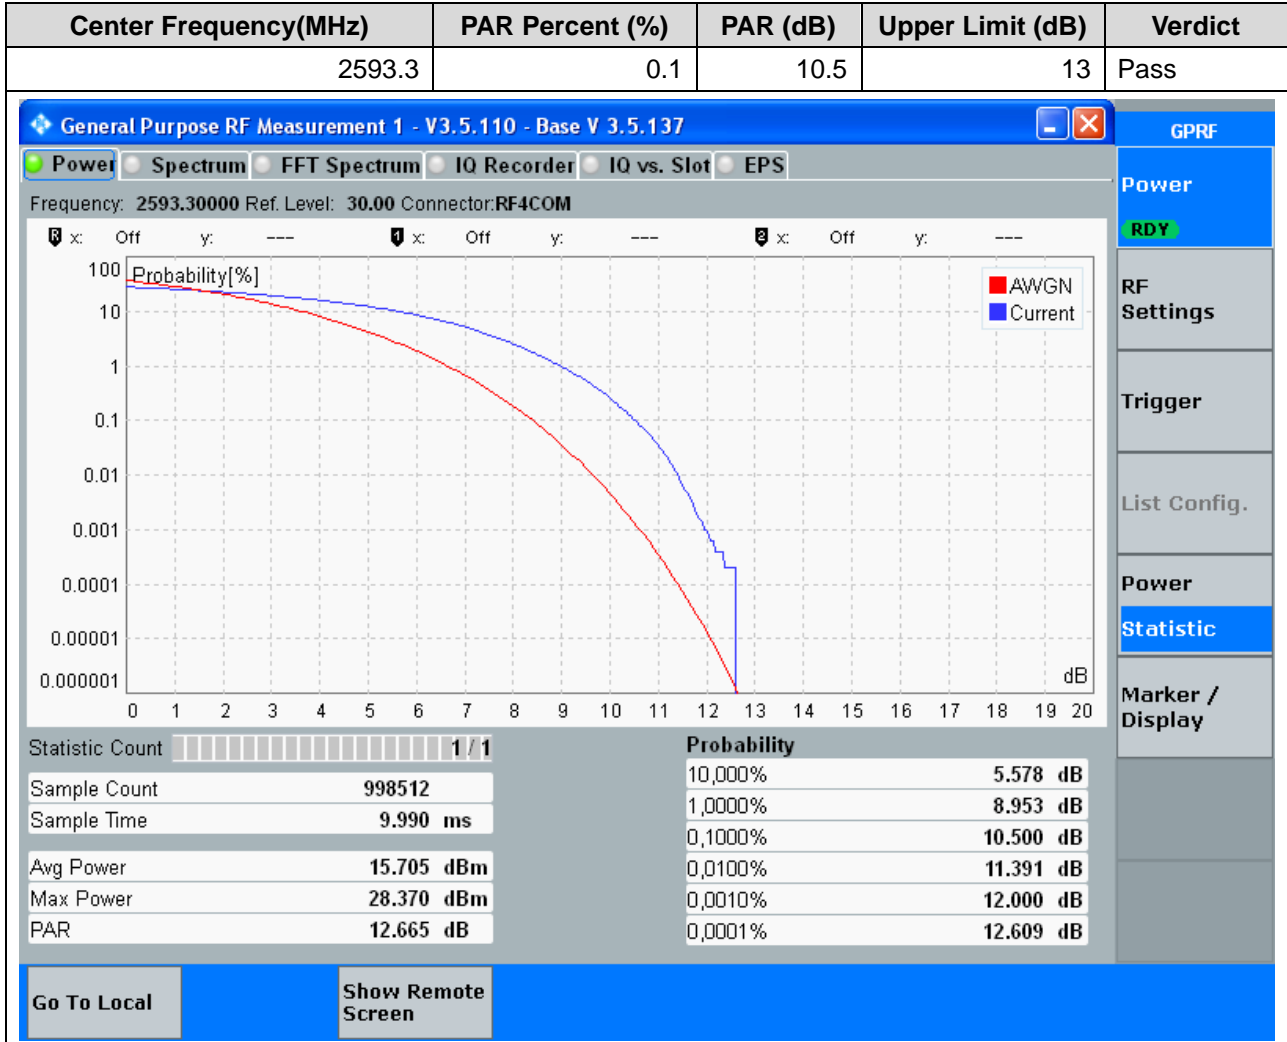 Center Frequency(MHz) PAR Percent (%) PAR (dB) Upper Limit (dB) Verdict
2593.3 0.1 10.5 13 Pass
General Purpose RF Measurement 1 - V3.5.110 - Base V 3.5.137
GPRF
Power Spectrum FFT Spectrum IQ Recorder IQ vs. Slot EPS
Power
RDY
Frequency: 2593.30000 Ref. Level: 30.00 Connector:RF4COM
R x: Off y: --- 1 x: Off y: --- 2 x: Off y: ---
Probability[%]
AWGN
Current
100
10
1
0.1
0.01
0.001
0.0001
0.00001
0.000001
dB
0 1 2 3 4 5 6 7 8 9 10 11 12 13 14 15 16 17 18 19 20
RF
Settings
Trigger
List Config.
Power
Statistic
Marker /
Display
Statistic Count 1 / 1
Sample Count 998512
Sample Time 9.990 ms
Avg Power 15.705 dBm
Max Power 28.370 dBm
PAR 12.665 dB
Probability
10,000% 5.578 dB
1,0000% 8.953 dB
0,1000% 10.500 dB
0,0100% 11.391 dB
0,0010% 12.000 dB
0,0001% 12.609 dB
Go To Local
Show Remote
Screen